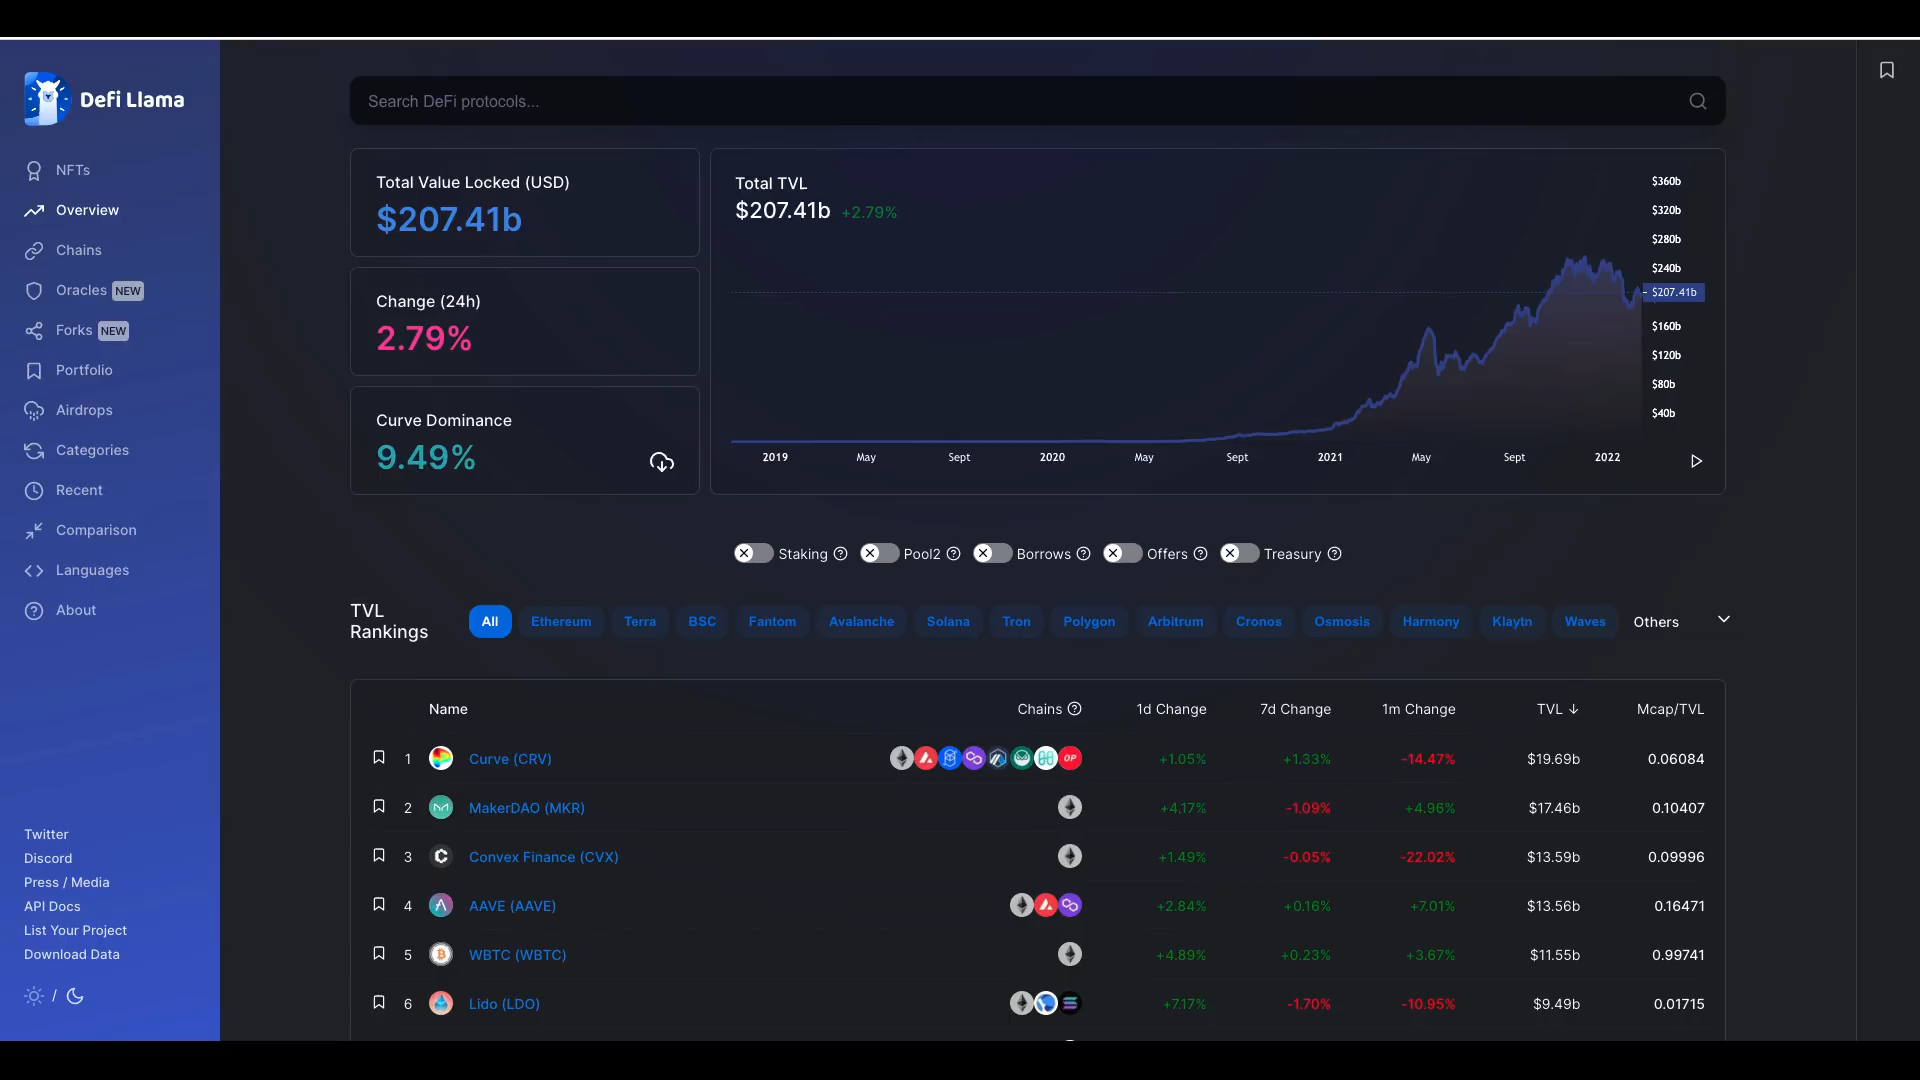 Defi Llama
NFTs
Overview
Chains
Oracles NEW
Forks NEW
Portfolio
Airdrops
Categories
Recent
Comparison
Languages
About
Twitter
Discord
Press / Media
API Docs
List Your Project
Download Data
/
Search DeFi protocols...
Total Value Locked (USD)
$207.41b
Change (24h)
2.79%
Curve Dominance
9.49%
Total TVL
$207.41b +2.79%
$360b
$320b
$280b
$240b
$207.41b
$160b
$120b
$80b
$40b
2019 May Sept 2020 May Sept 2021 May Sept 2022
Staking Pool2 Borrows Offers Treasury
TVL
Rankings
All Ethereum Terra BSC Fantom Avalanche Solana Tron Polygon Arbitrum Cronos Osmosis Harmony Klaytn Waves Others
Name Chains 1d Change 7d Change 1m Change TVL ↓ Mcap/TVL
1 Curve (CRV) OP +1.05% +1.33% -14.47% $19.69b 0.06084
2 MakerDAO (MKR) +4.17% -1.09% +4.96% $17.46b 0.10407
3 Convex Finance (CVX) +1.49% -0.05% -22.02% $13.59b 0.09996
4 AAVE (AAVE) +2.84% +0.16% +7.01% $13.56b 0.16471
5 WBTC (WBTC) +4.89% +0.23% +3.67% $11.55b 0.99741
6 Lido (LDO) +7.17% -1.70% -10.95% $9.49b 0.01715